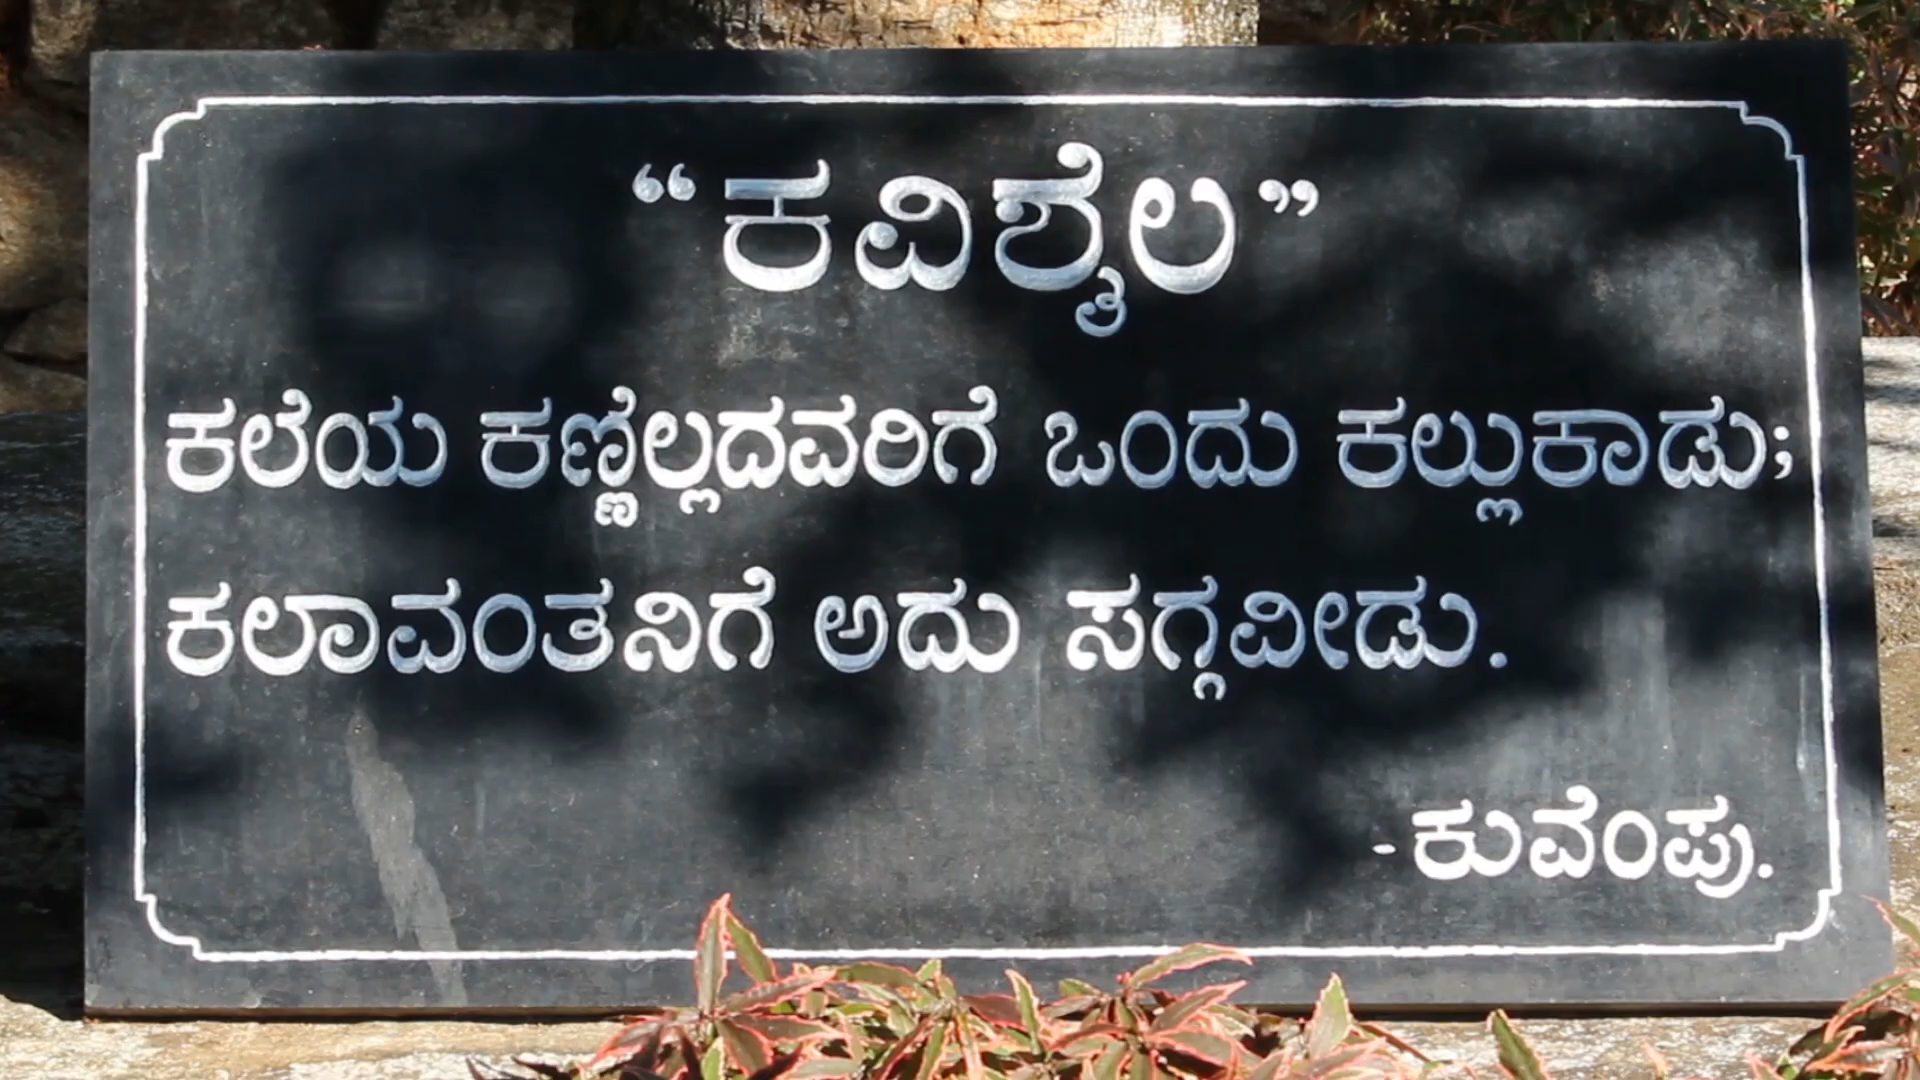 “ಕವಿಶೈಲ”
ಕಲೆಯ ಕಣ್ಣಿಲ್ಲದವರಿಗೆ ಒಂದು ಕಲ್ಲುಕಾಡು;
ಕಲಾವಂತನಿಗೆ ಅದು ಸಗ್ಗವೀಡು.
-ಕುವೆಂಪು.